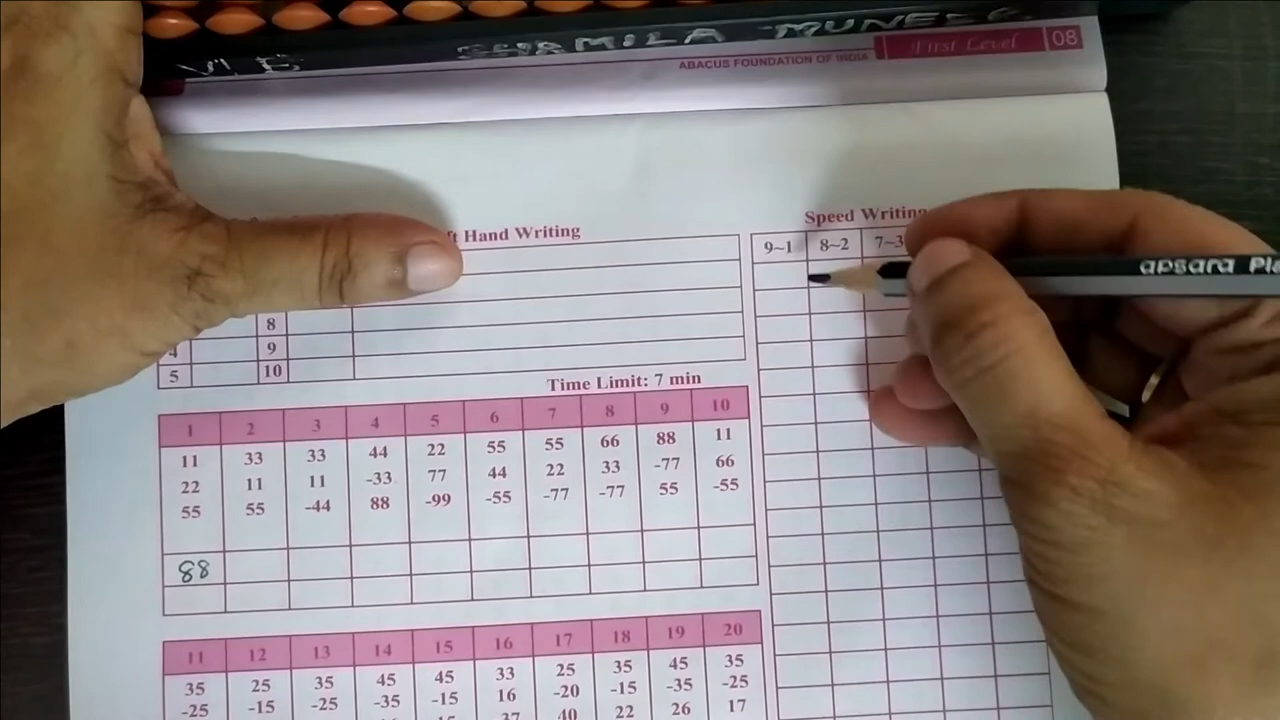 VI E
MUNEER
ABACUS FOUNDATION OF INDIA
First Level
08
Hand Writing
8
4
9
5
10
Time Limit: 7 min
1 2 3 4 5 6 7 8 9 10
11 33 33 44 22 55 55 66 88 11
22 11 11 -33 77 44 22 33 -77 66
55 55 -44 88 -99 -55 -77 -77 55 -55
88
11 12 13 14 15 16 17 18 19 20
35 25 35 45 45 33 25 35 45 35
-25 -15 -25 -35 -15 16 -20 -15 -35 -25
40 22 26 17
Speed Writing
9~1 8~2 7~3
apsara